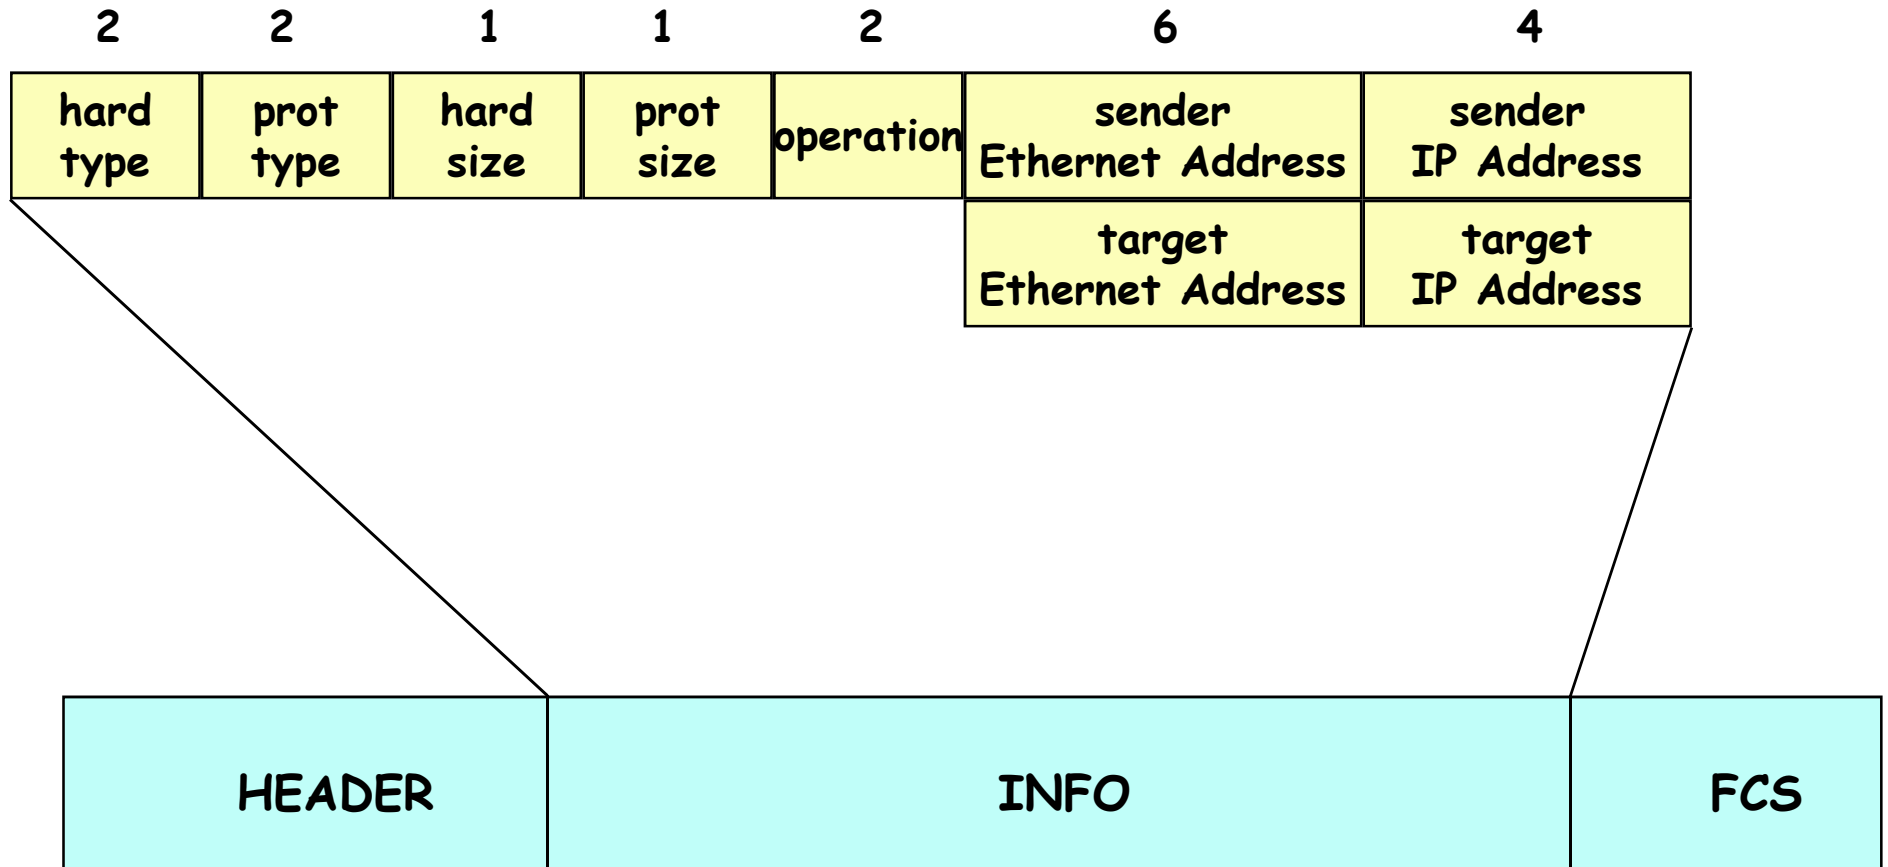 2 2 1 1 2 6 4
hard type
prot type
hard size
prot size
operation
sender Ethernet Address
sender IP Address
target Ethernet Address
target IP Address
HEADER
INFO
FCS